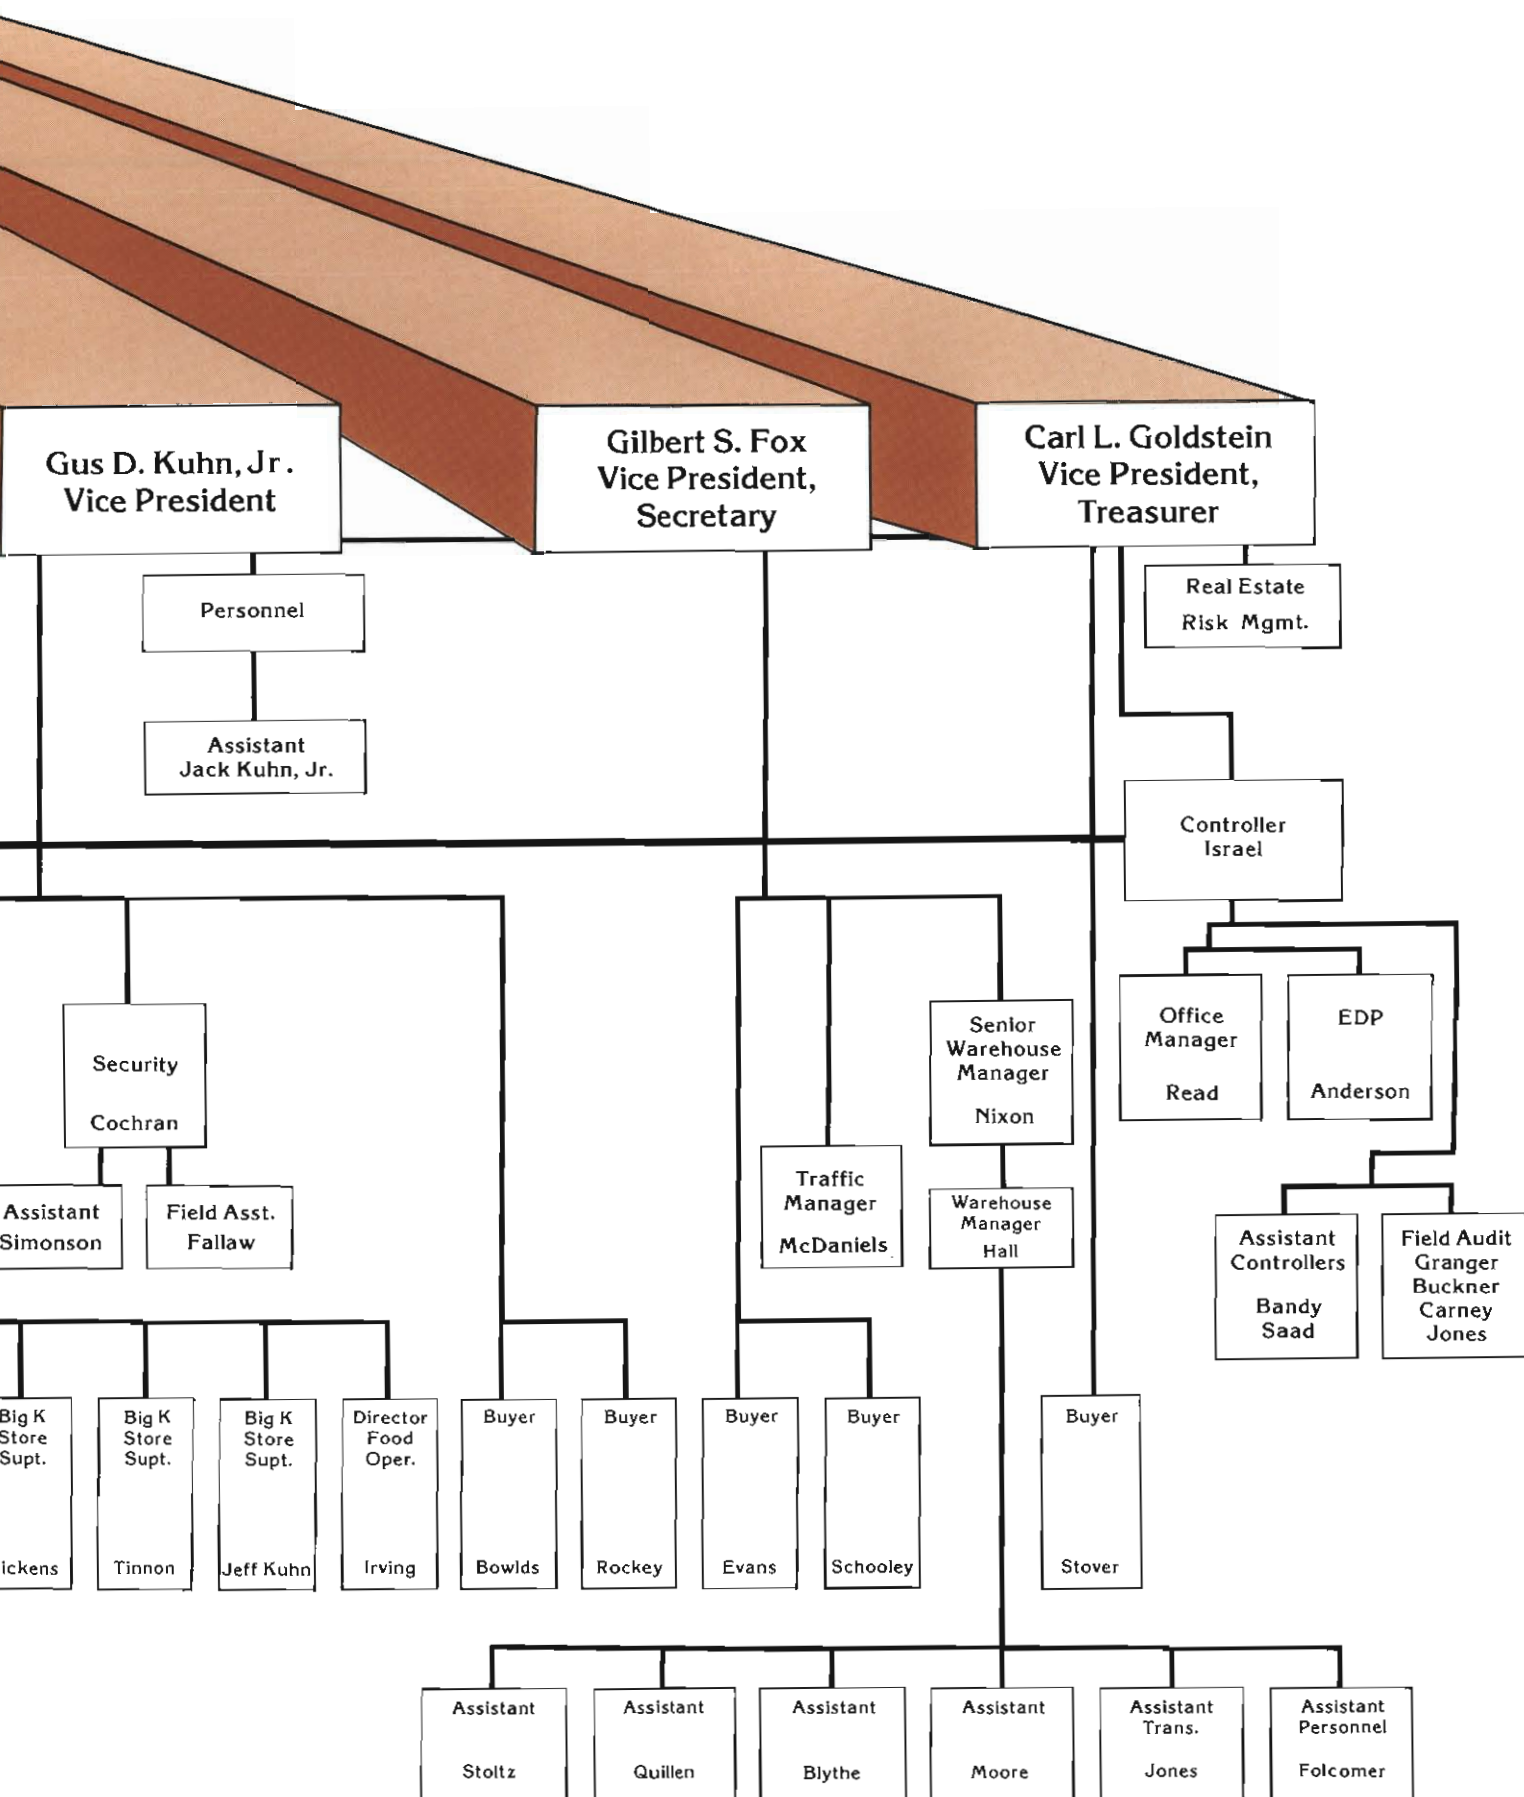 Gus D. Kuhn, Jr.
Vice President
Gilbert S. Fox
Vice President,
Secretary
Carl L. Goldstein
Vice President,
Treasurer
Personnel
Real Estate
Risk Mgmt.
Assistant
Jack Kuhn, Jr.
Controller
Israel
Security
Cochran
Senior
Warehouse
Manager
Nixon
Office
Manager
Read
EDP
Anderson
Assistant
Simonson
Field Asst.
Fallaw
Traffic
Manager
McDaniels
Warehouse
Manager
Hall
Assistant
Controllers
Bandy
Saad
Field Audit
Granger
Buckner
Carney
Jones
Big K
Store
Supt.
ickens
Big K
Store
Supt.
Tinnon
Big K
Store
Supt.
Jeff Kuhn
Director
Food
Oper.
Irving
Buyer
Bowlds
Buyer
Rockey
Buyer
Evans
Buyer
Schooley
Buyer
Stover
Assistant
Stoltz
Assistant
Quillen
Assistant
Blythe
Assistant
Moore
Assistant
Trans.
Jones
Assistant
Personnel
Folcomer